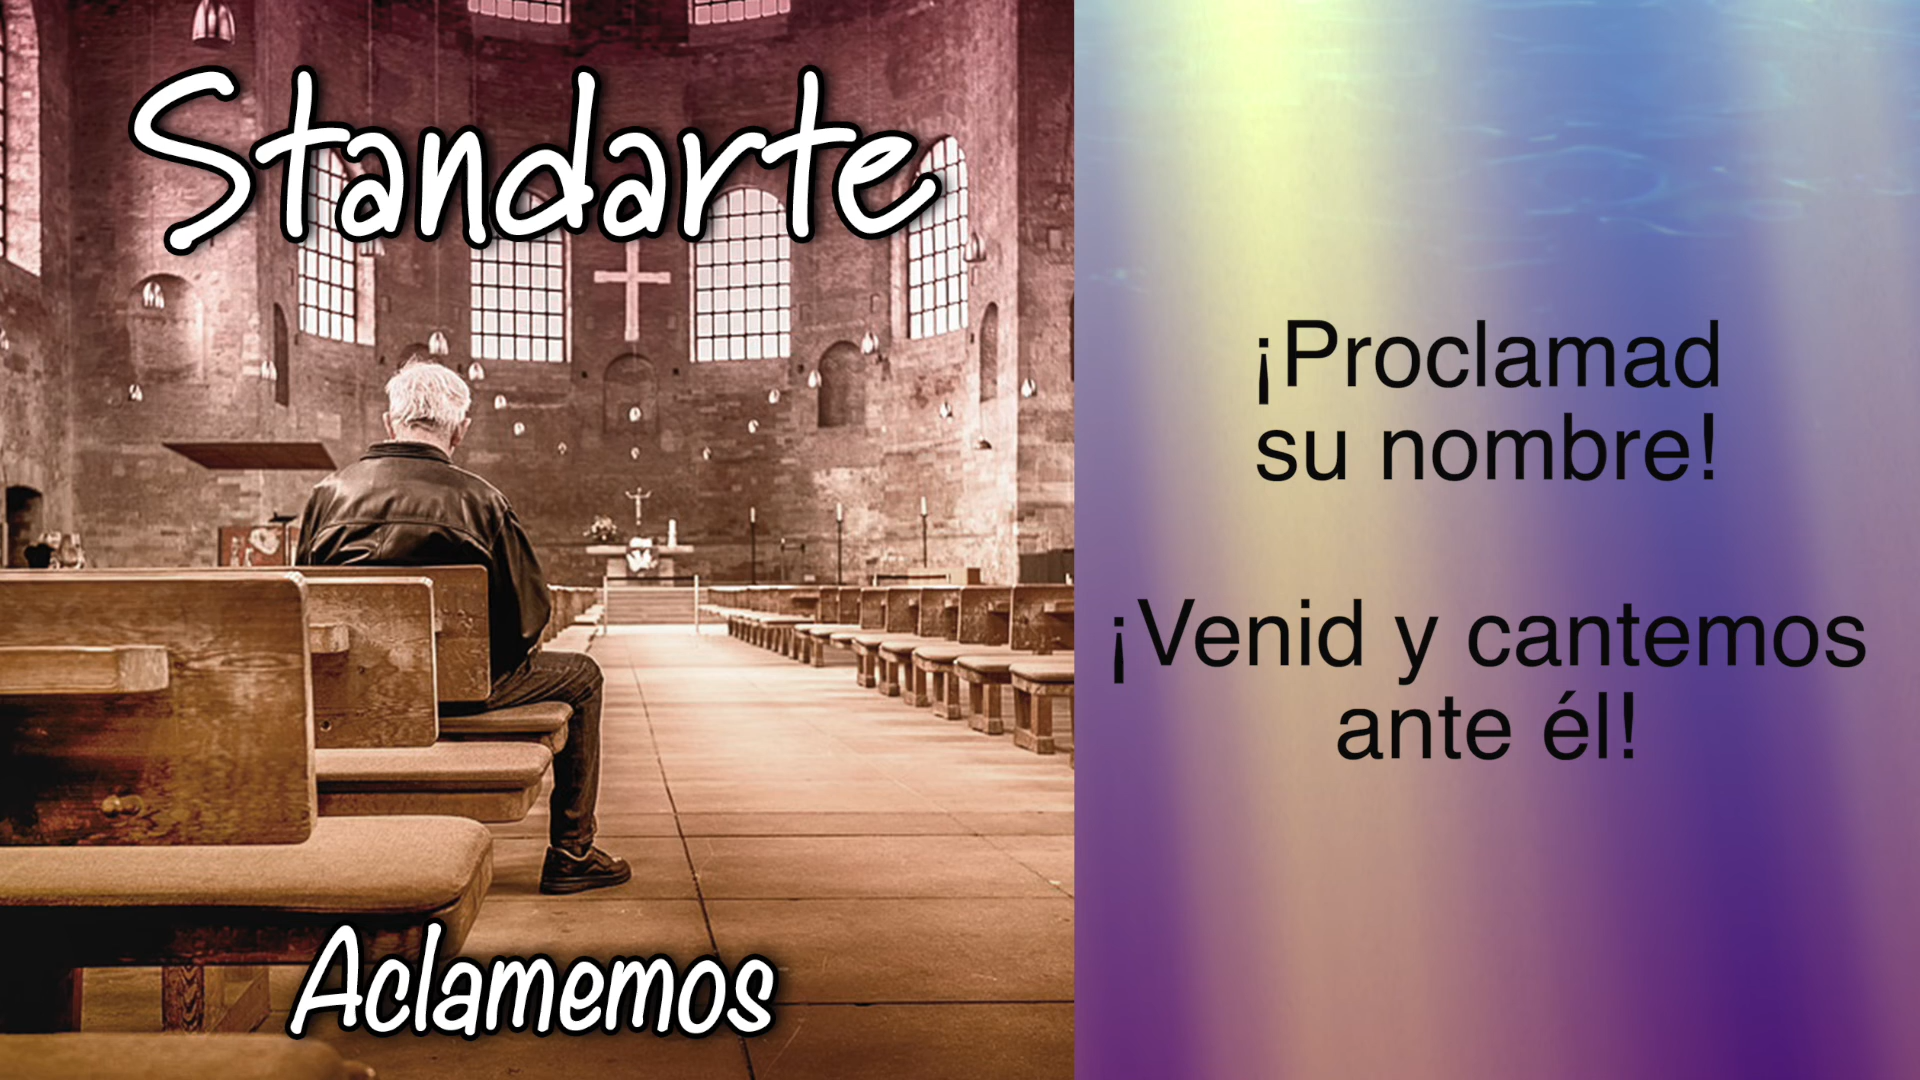 Standarte
Aclamemos
¡Proclamad
su nombre!
¡Venid y cantemos
ante él!